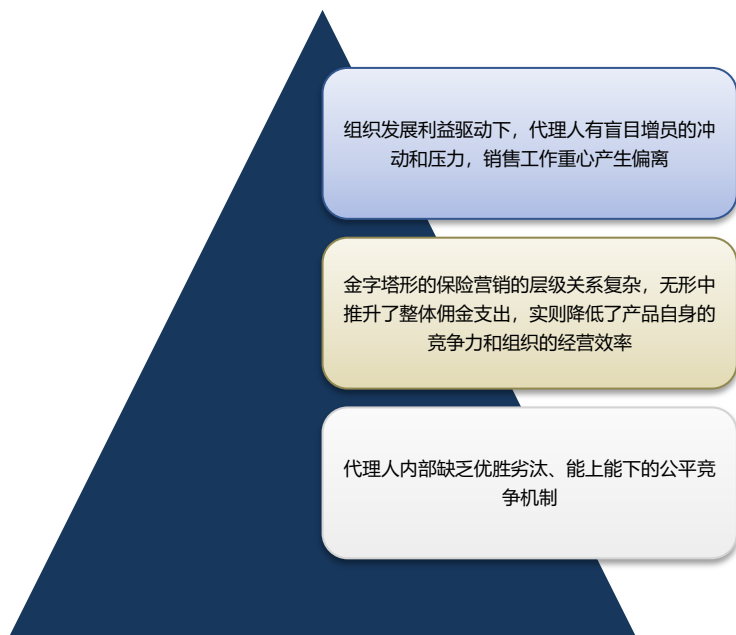 组织发展利益驱动下，代理人有盲目增员的冲
动和压力，销售工作重心产生偏离
金字塔形的保险营销的层级关系复杂，无形中
推升了整体佣金支出，实则降低了产品自身的
竞争力和组织的经营效率
代理人内部缺乏优胜劣汰、能上能下的公平竞
争机制